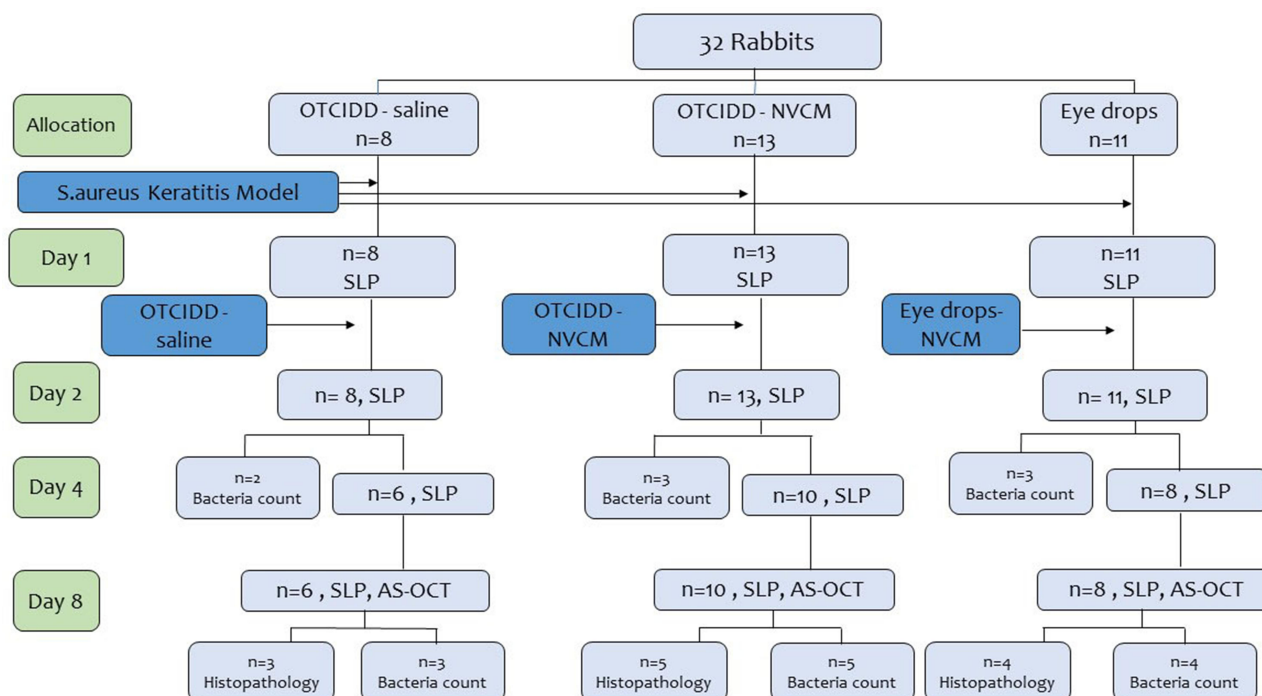 32 Rabbits
Allocation
OTCIDD - saline
n=8
OTCIDD - NVCM
n=13
Eye drops
n=11
S.aureus Keratitis Model
Day 1
n=8
SLP
n=13
SLP
n=11
SLP
OTCIDD -
saline
OTCIDD -
NVCM
Eye drops-
NVCM
Day 2
n= 8, SLP
n= 13, SLP
n= 11, SLP
Day 4
n=2
Bacteria count
n=6 , SLP
n=3
Bacteria count
n=10 , SLP
n=3
Bacteria count
n=8 , SLP
Day 8
n=6 , SLP, AS-OCT
n=10 , SLP, AS-OCT
n=8 , SLP, AS-OCT
n=3
Histopathology
n=3
Bacteria count
n=5
Histopathology
n=5
Bacteria count
n=4
Histopathology
n=4
Bacteria count